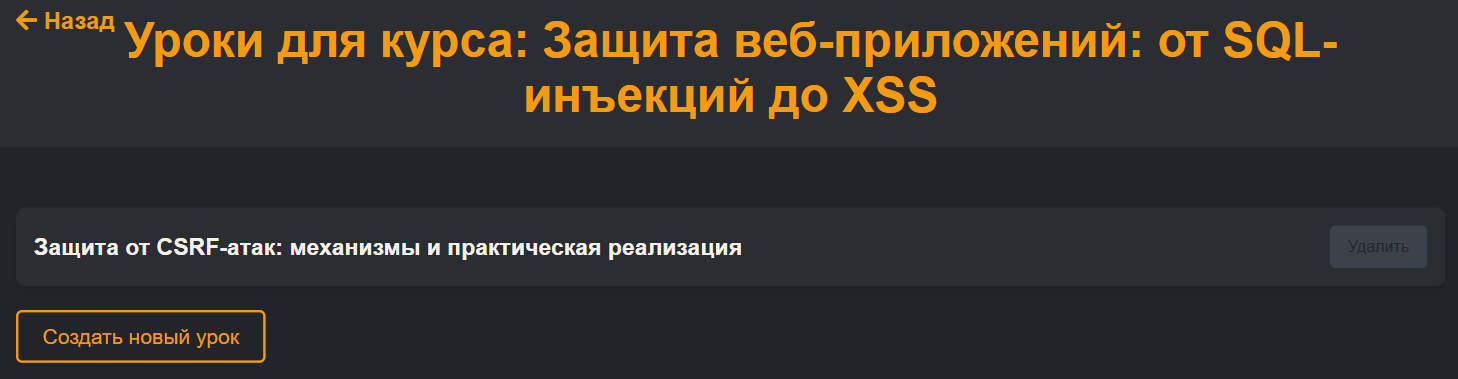 Назад
Уроки для курса: Защита веб-приложений: от SQL-
инъекций до XSS
Защита от CSRF-атак: механизмы и практическая реализация
Удалить
Создать новый урок